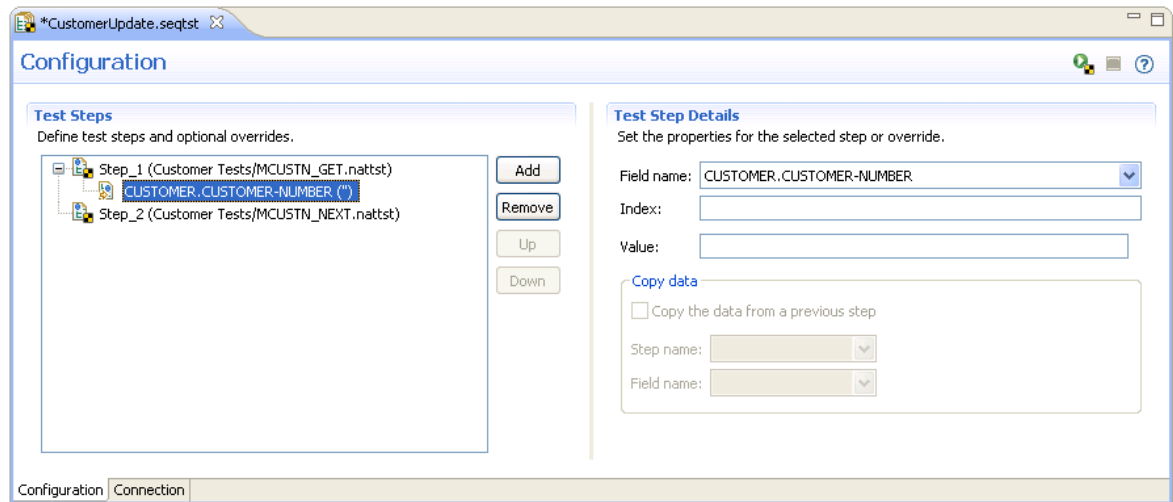 *CustomerUpdate.seqtst
Configuration
Test Steps
Define test steps and optional overrides.
Step_1 (Customer Tests/MCUSTN_GET.nattst)
CUSTOMER.CUSTOMER-NUMBER ('')
Step_2 (Customer Tests/MCUSTN_NEXT.nattst)
Add
Remove
Up
Down
Test Step Details
Set the properties for the selected step or override.
Field name: CUSTOMER.CUSTOMER-NUMBER
Index:
Value:
Copy data
Copy the data from a previous step
Step name:
Field name:
Configuration Connection